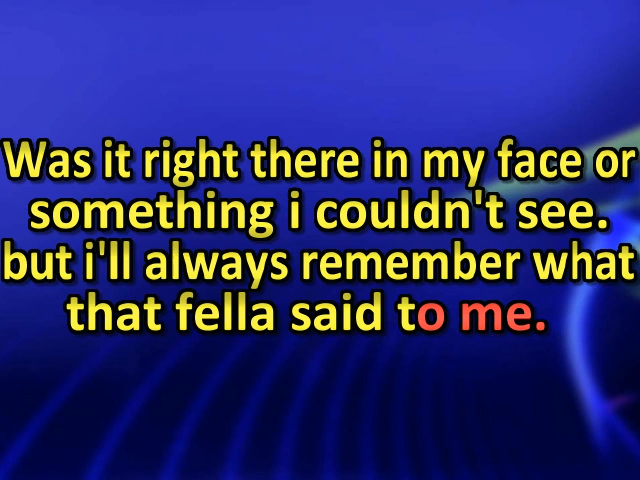 Was it right there in my face or
something i couldn't see.
but i'll always remember what
that fella said to me.